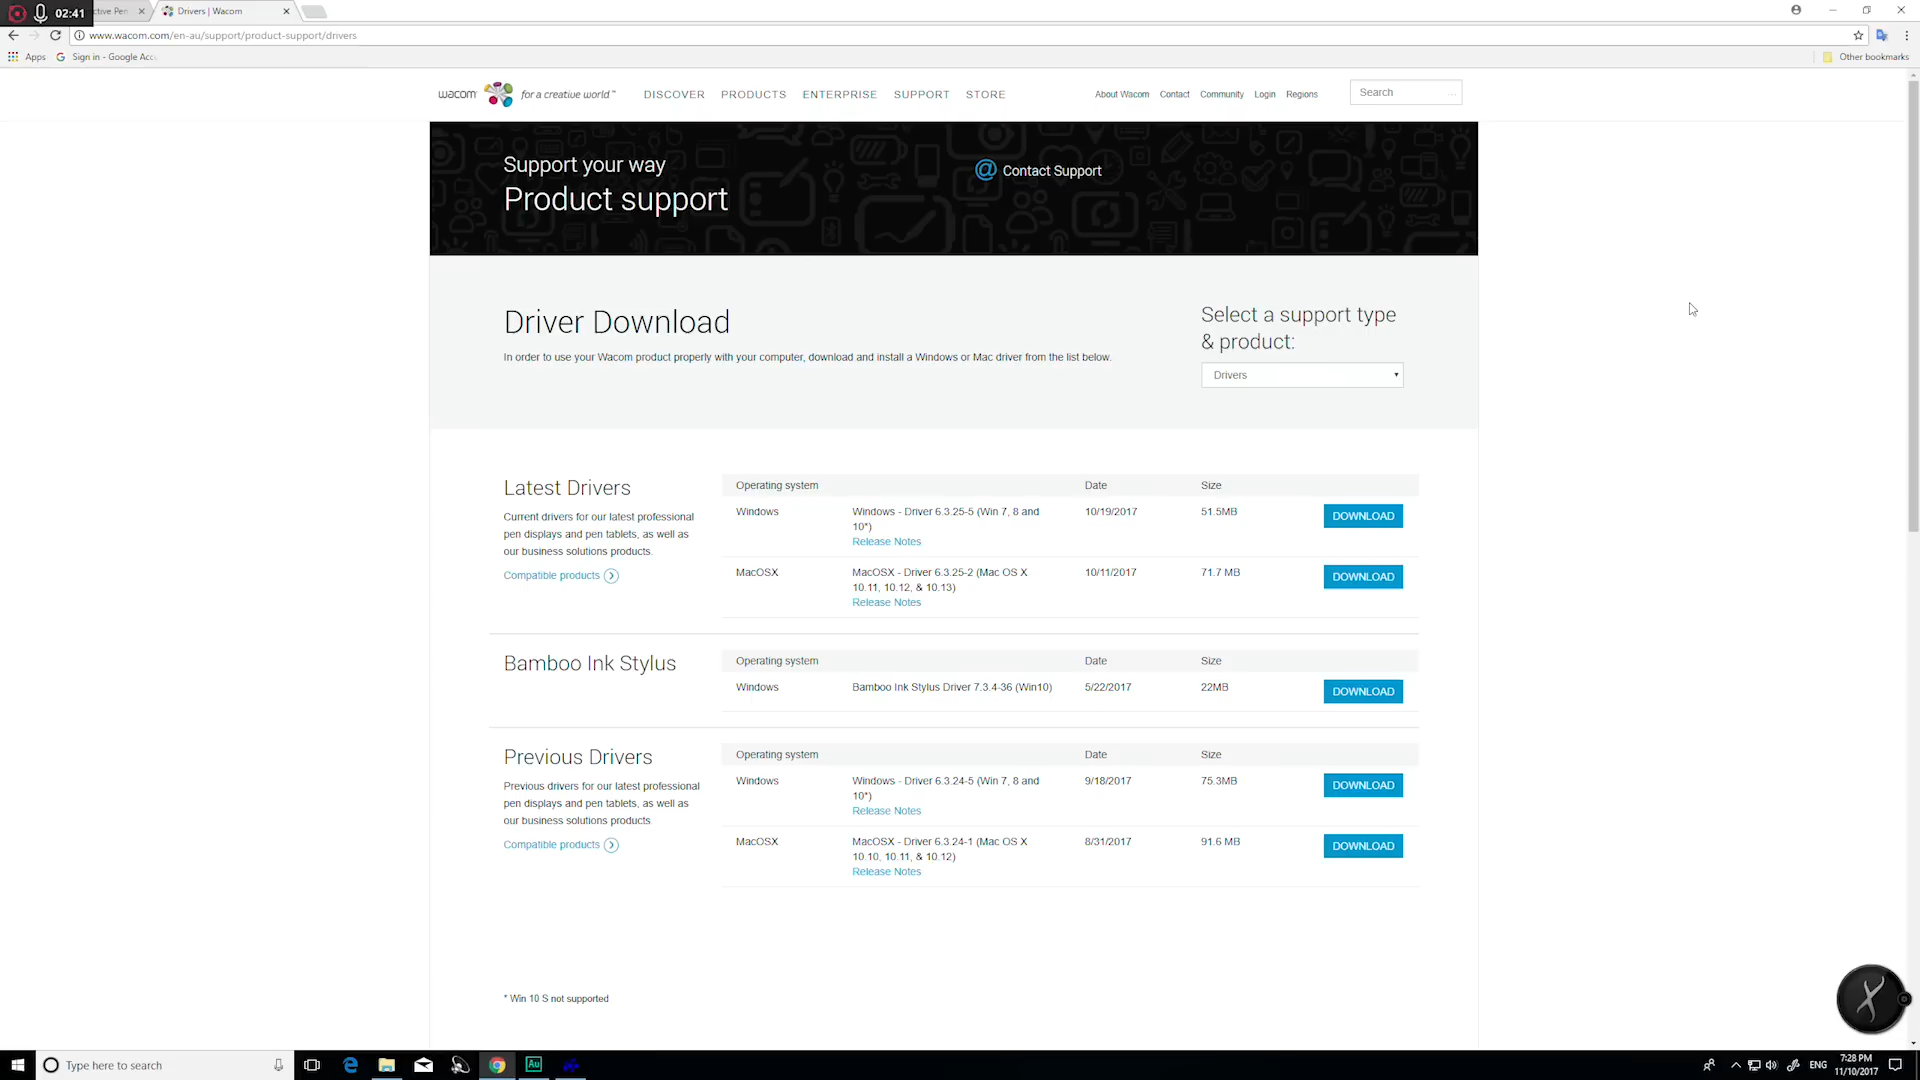 02:41
ctive Pen
Drivers | Wacom
www.wacom.com/en-au/support/product-support/drivers
Apps
Sign in - Google Acc
Other bookmarks
wacom
for a creative world™
DISCOVER PRODUCTS ENTERPRISE SUPPORT STORE
About Wacom Contact Community Login Regions
Search ...
Support your way
Product support
@ Contact Support
Driver Download
In order to use your Wacom product properly with your computer, download and install a Windows or Mac driver from the list below.
Select a support type
& product:
Drivers
Latest Drivers
Current drivers for our latest professional
pen displays and pen tablets, as well as
our business solutions products.
Compatible products
Operating system Date Size
Windows Windows - Driver 6.3.25-5 (Win 7, 8 and 10/19/2017 51.5MB DOWNLOAD
10*)
Release Notes
MacOSX MacOSX - Driver 6.3.25-2 (Mac OS X 10/11/2017 71.7 MB DOWNLOAD
10.11, 10.12, & 10.13)
Release Notes
Bamboo Ink Stylus
Operating system Date Size
Windows Bamboo Ink Stylus Driver 7.3.4-36 (Win10) 5/22/2017 22MB DOWNLOAD
Previous Drivers
Previous drivers for our latest professional
pen displays and pen tablets, as well as
our business solutions products.
Compatible products
Operating system Date Size
Windows Windows - Driver 6.3.24-5 (Win 7, 8 and 9/18/2017 75.3MB DOWNLOAD
10*)
Release Notes
MacOSX MacOSX - Driver 6.3.24-1 (Mac OS X 8/31/2017 91.6 MB DOWNLOAD
10.10, 10.11, & 10.12)
Release Notes
* Win 10 S not supported
Type here to search
Au
ENG
7:28 PM
11/10/2017